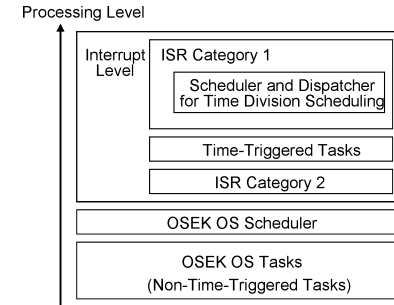 Processing Level
Interrupt
Level
ISR Category 1
Scheduler and Dispatcher
for Time Division Scheduling
Time-Triggered Tasks
ISR Category 2
OSEK OS Scheduler
OSEK OS Tasks
(Non-Time-Triggered Tasks)